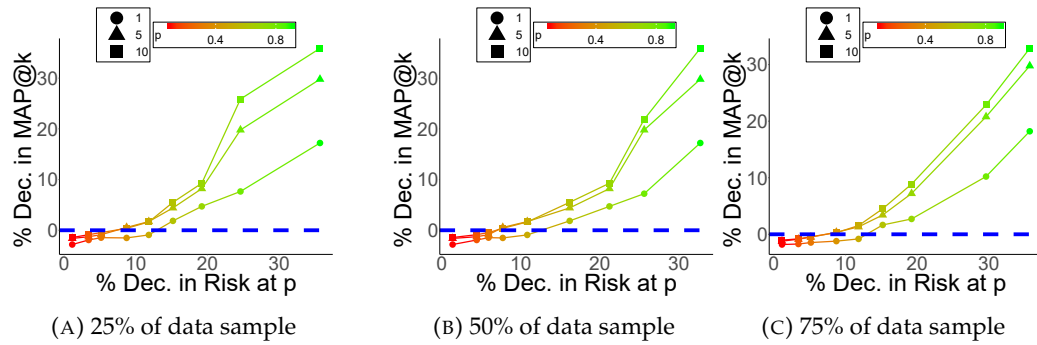 1
5
10
p
0.4
0.8
% Dec. in MAP@k
30
20
10
0
0 10 20 30
% Dec. in Risk at p
(A) 25% of data sample
1
5
10
p
0.4
0.8
% Dec. in MAP@k
30
20
10
0
0 10 20 30
% Dec. in Risk at p
(B) 50% of data sample
1
5
10
p
0.4
0.8
% Dec. in MAP@k
30
20
10
0
0 10 20 30
% Dec. in Risk at p
(C) 75% of data sample